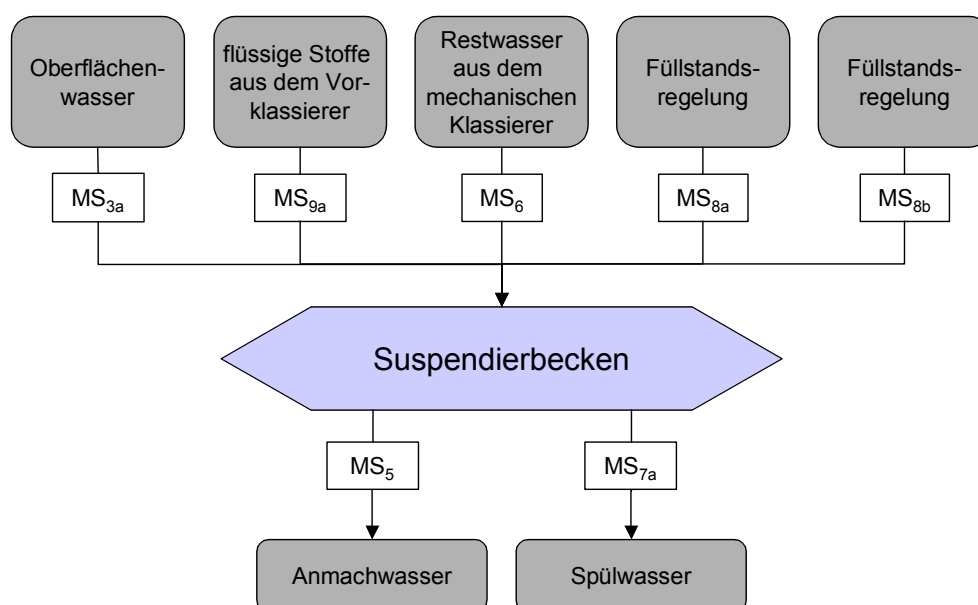 Oberflächen-
wasser
flüssige Stoffe
aus dem Vor-
klassierer
Restwasser
aus dem
mechanischen
Klassierer
Füllstands-
regelung
Füllstands-
regelung
MS3a
MS9a
MS6
MS8a
MS8b
Suspendierbecken
MS5
MS7a
Anmachwasser
Spülwasser